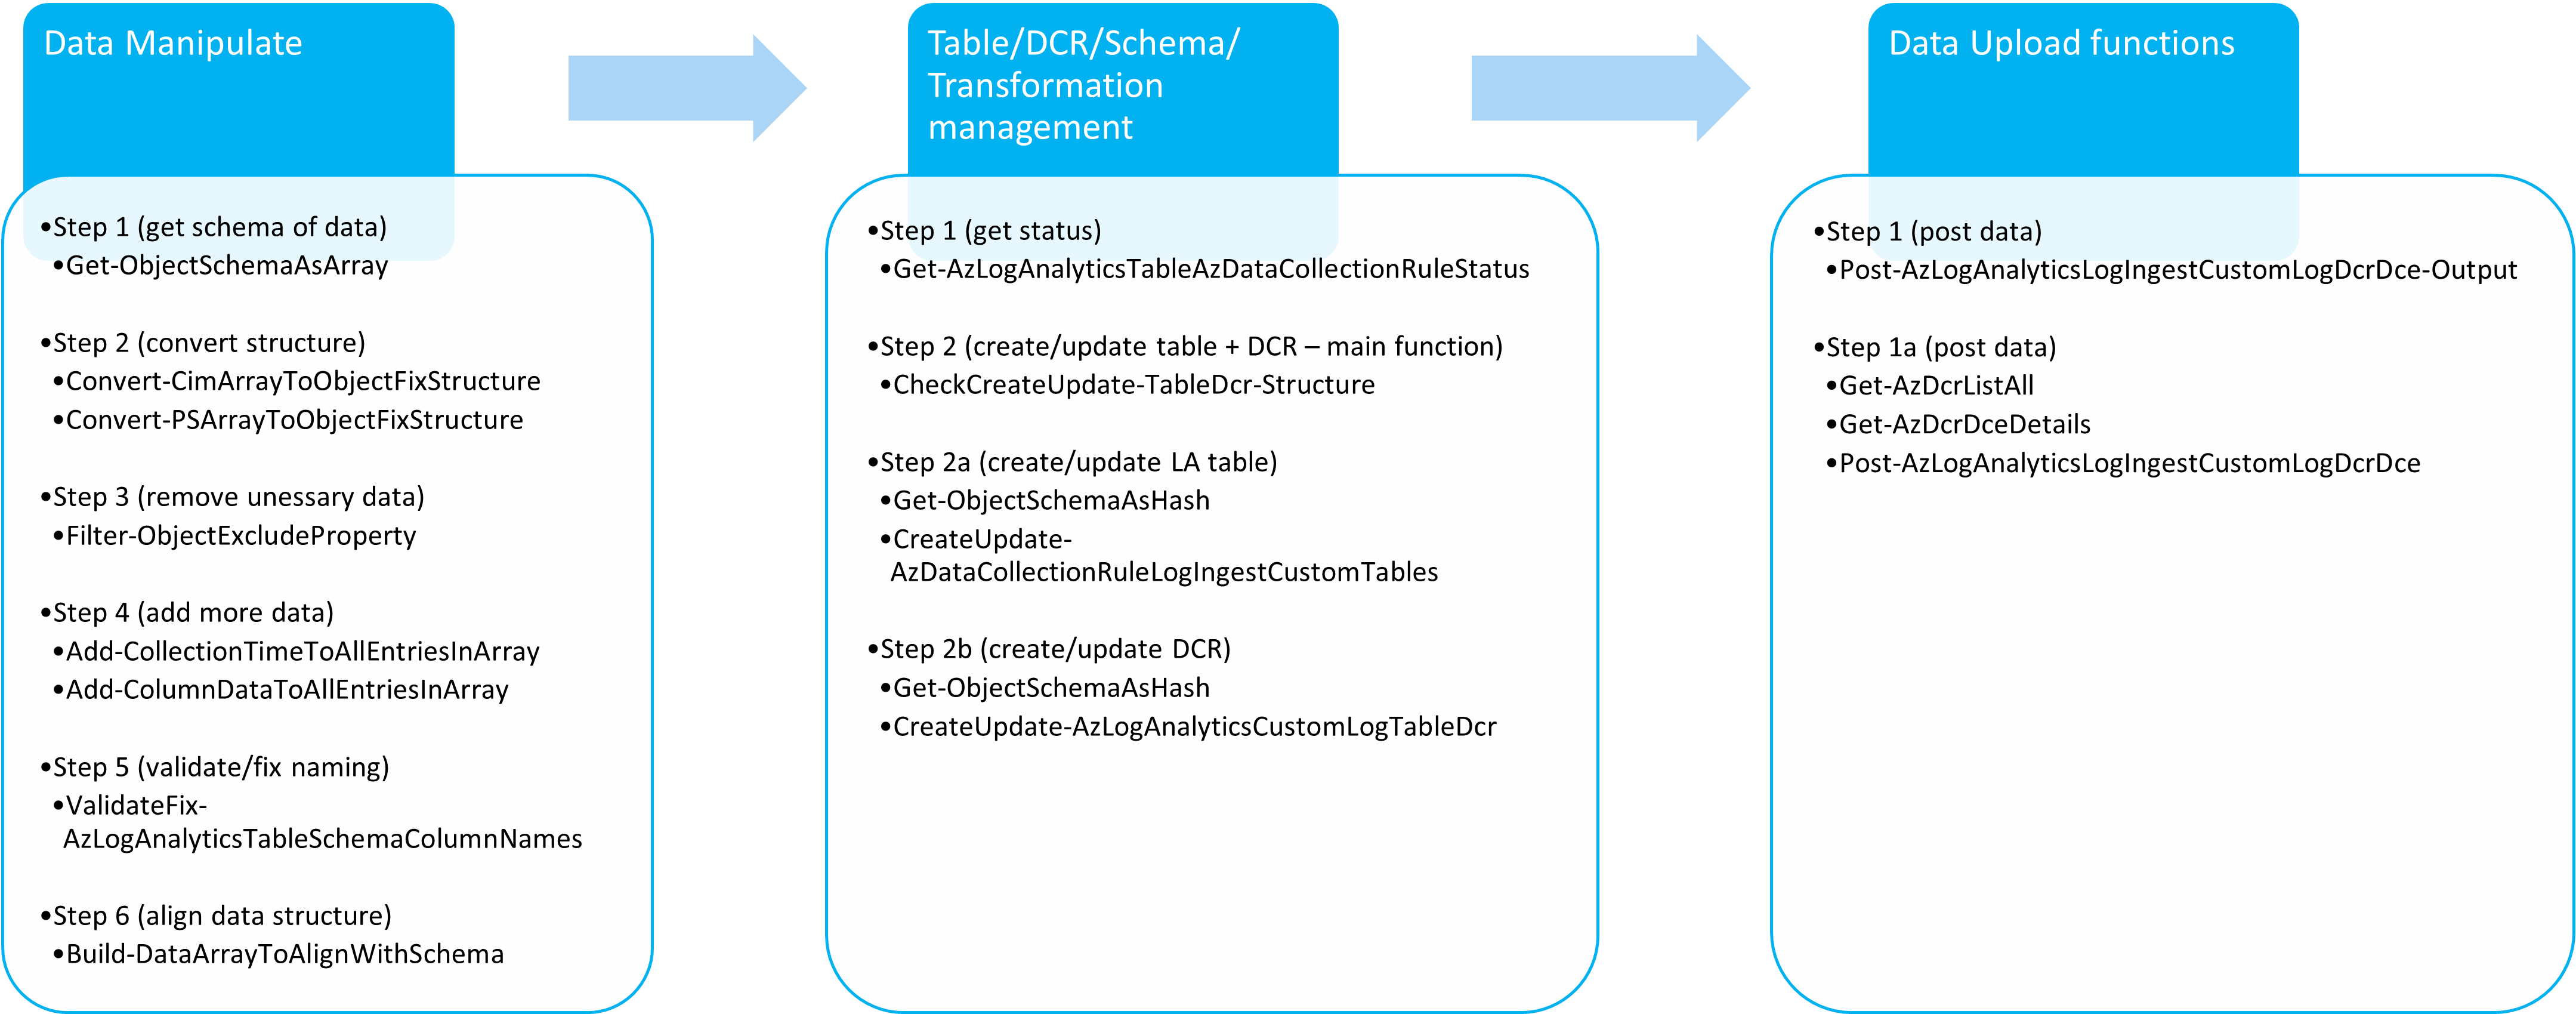 Data Manipulate
•Step 1 (get schema of data)
•Get-ObjectSchemaAsArray
•Step 2 (convert structure)
•Convert-CimArrayToObjectFixStructure
•Convert-PSArrayToObjectFixStructure
•Step 3 (remove unessary data)
•Filter-ObjectExcludeProperty
•Step 4 (add more data)
•Add-CollectionTimeToAllEntriesInArray
•Add-ColumnDataToAllEntriesInArray
•Step 5 (validate/fix naming)
•ValidateFix-
AzLogAnalyticsTableSchemaColumnNames
•Step 6 (align data structure)
•Build-DataArrayToAlignWithSchema
Table/DCR/Schema/
Transformation
management
•Step 1 (get status)
•Get-AzLogAnalyticsTableAzDataCollectionRuleStatus
•Step 2 (create/update table + DCR – main function)
•CheckCreateUpdate-TableDcr-Structure
•Step 2a (create/update LA table)
•Get-ObjectSchemaAsHash
•CreateUpdate-
AzDataCollectionRuleLogIngestCustomTables
•Step 2b (create/update DCR)
•Get-ObjectSchemaAsHash
•CreateUpdate-AzLogAnalyticsCustomLogTableDcr
Data Upload functions
•Step 1 (post data)
•Post-AzLogAnalyticsLogIngestCustomLogDcrDce-Output
•Step 1a (post data)
•Get-AzDcrListAll
•Get-AzDcrDceDetails
•Post-AzLogAnalyticsLogIngestCustomLogDcrDce